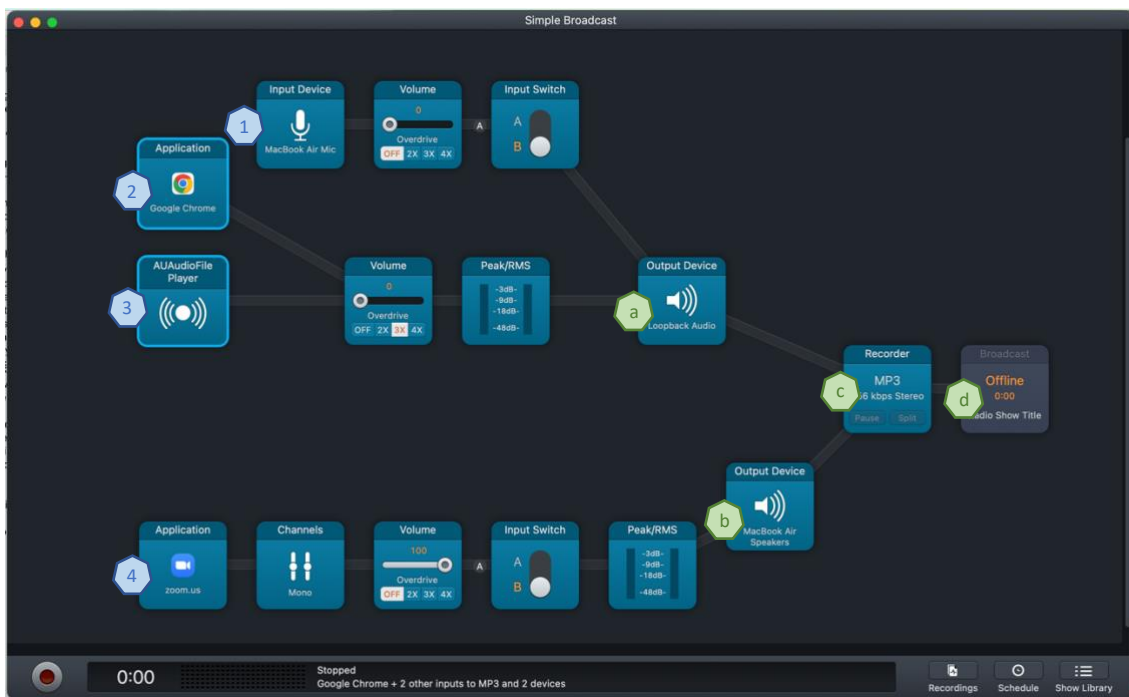 Simple Broadcast
Input Device
MacBook Air Mic
1
Volume
0
Overdrive
OFF 2X 3X 4X
A
Input Switch
A
B
Application
Google Chrome
2
AUAudioFile
Player
3
Volume
0
Overdrive
OFF 2X 3X 4X
Peak/RMS
-3dB-
-9dB-
-18dB-
-48dB-
Output Device
Loopback Audio
a
Recorder
MP3
6 kbps Stereo
Pause Split
c
Broadcast
Offline
0:00
dio Show Title
d
Output Device
MacBook Air
Speakers
b
Application
zoom.us
4
Channels
Mono
Volume
100
Overdrive
OFF 2X 3X 4X
A
Input Switch
A
B
Peak/RMS
-3dB-
-9dB-
-18dB-
-48dB-
0:00
Stopped
Google Chrome + 2 other inputs to MP3 and 2 devices
Recordings
Schedule
Show Library